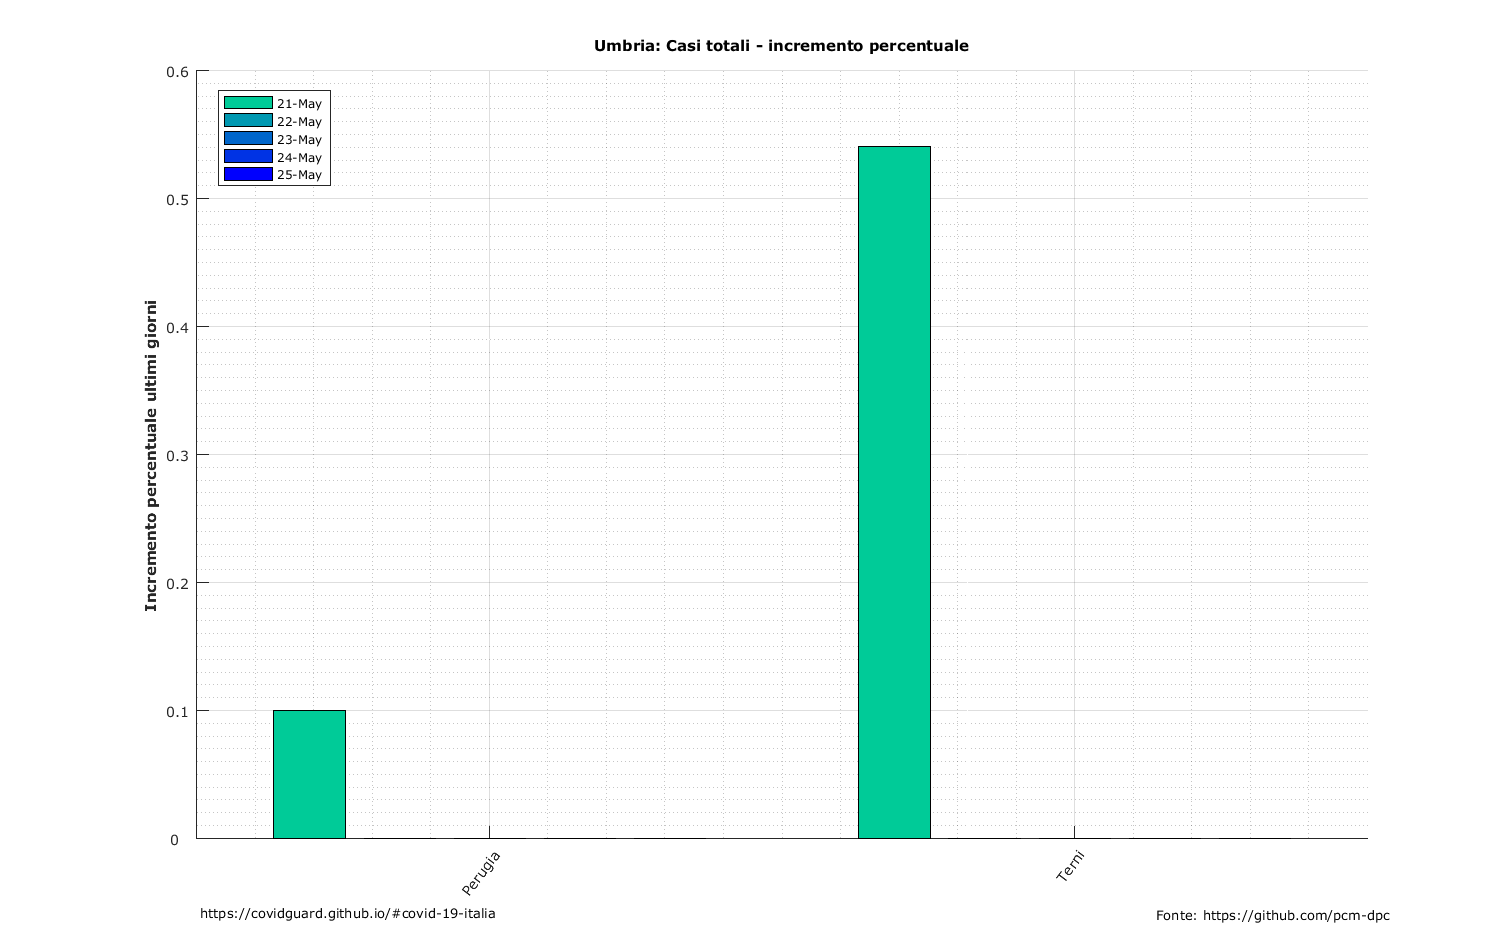 Umbria: Casi totali - incremento percentuale
0.6
0.5
0.4
0.3
0.2
0.1
0
Incremento percentuale ultimi giorni
21-May
22-May
23-May
24-May
25-May
Perugia
Terni
https://covidguard.github.io/#covid-19-italia
Fonte: https://github.com/pcm-dpc